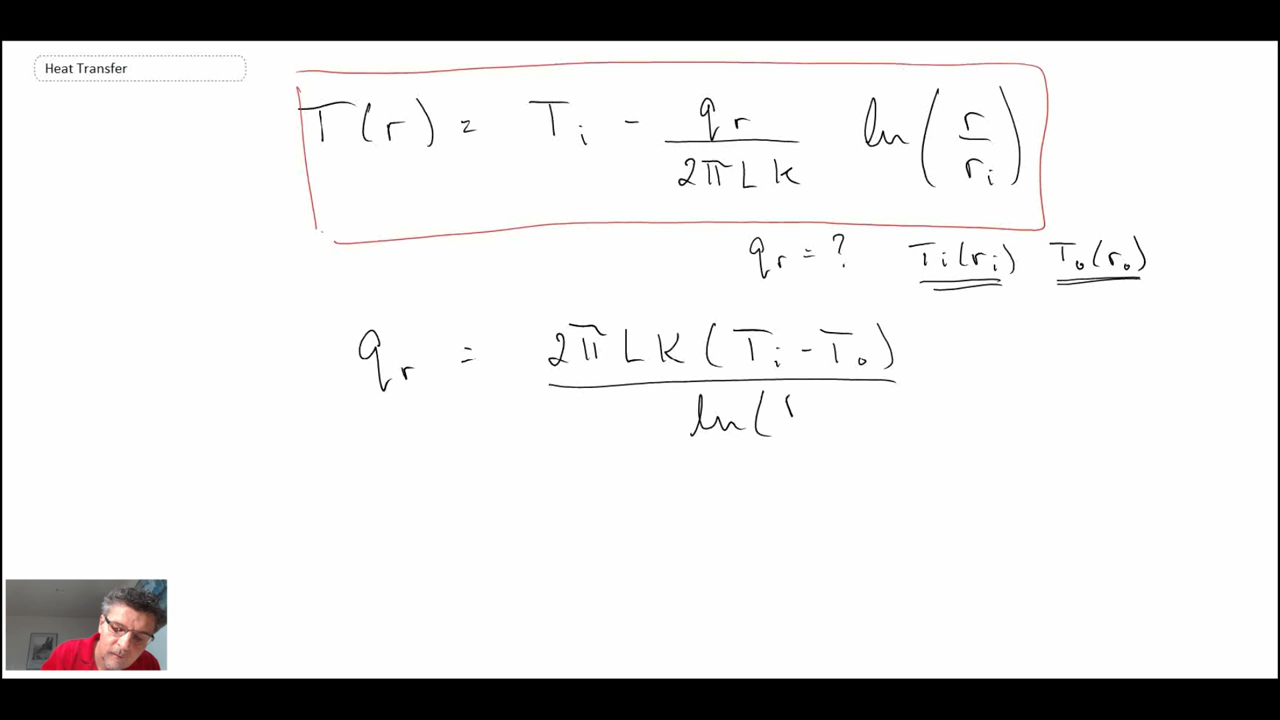 Heat Transfer
T(r) = Ti - qr / 2πLk ln(r / ri)
qr = ? Ti(ri) To(ro)
qr = 2πLk(Ti - To) / ln(